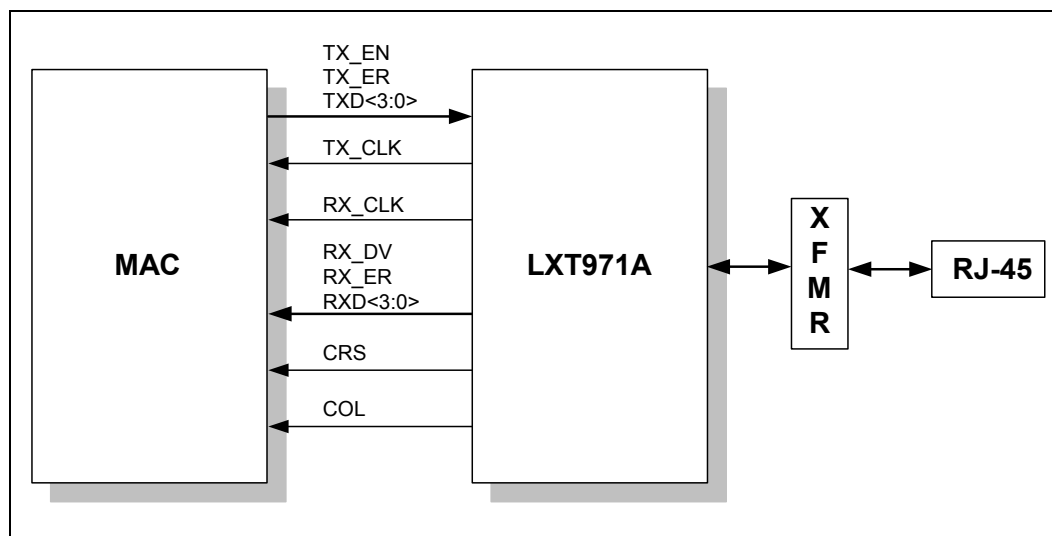 TX_EN
TX_ER
TXD<3:0>
TX_CLK
RX_CLK
RX_DV
RX_ER
RXD<3:0>
CRS
COL
MAC
LXT971A
X
F
M
R
RJ-45